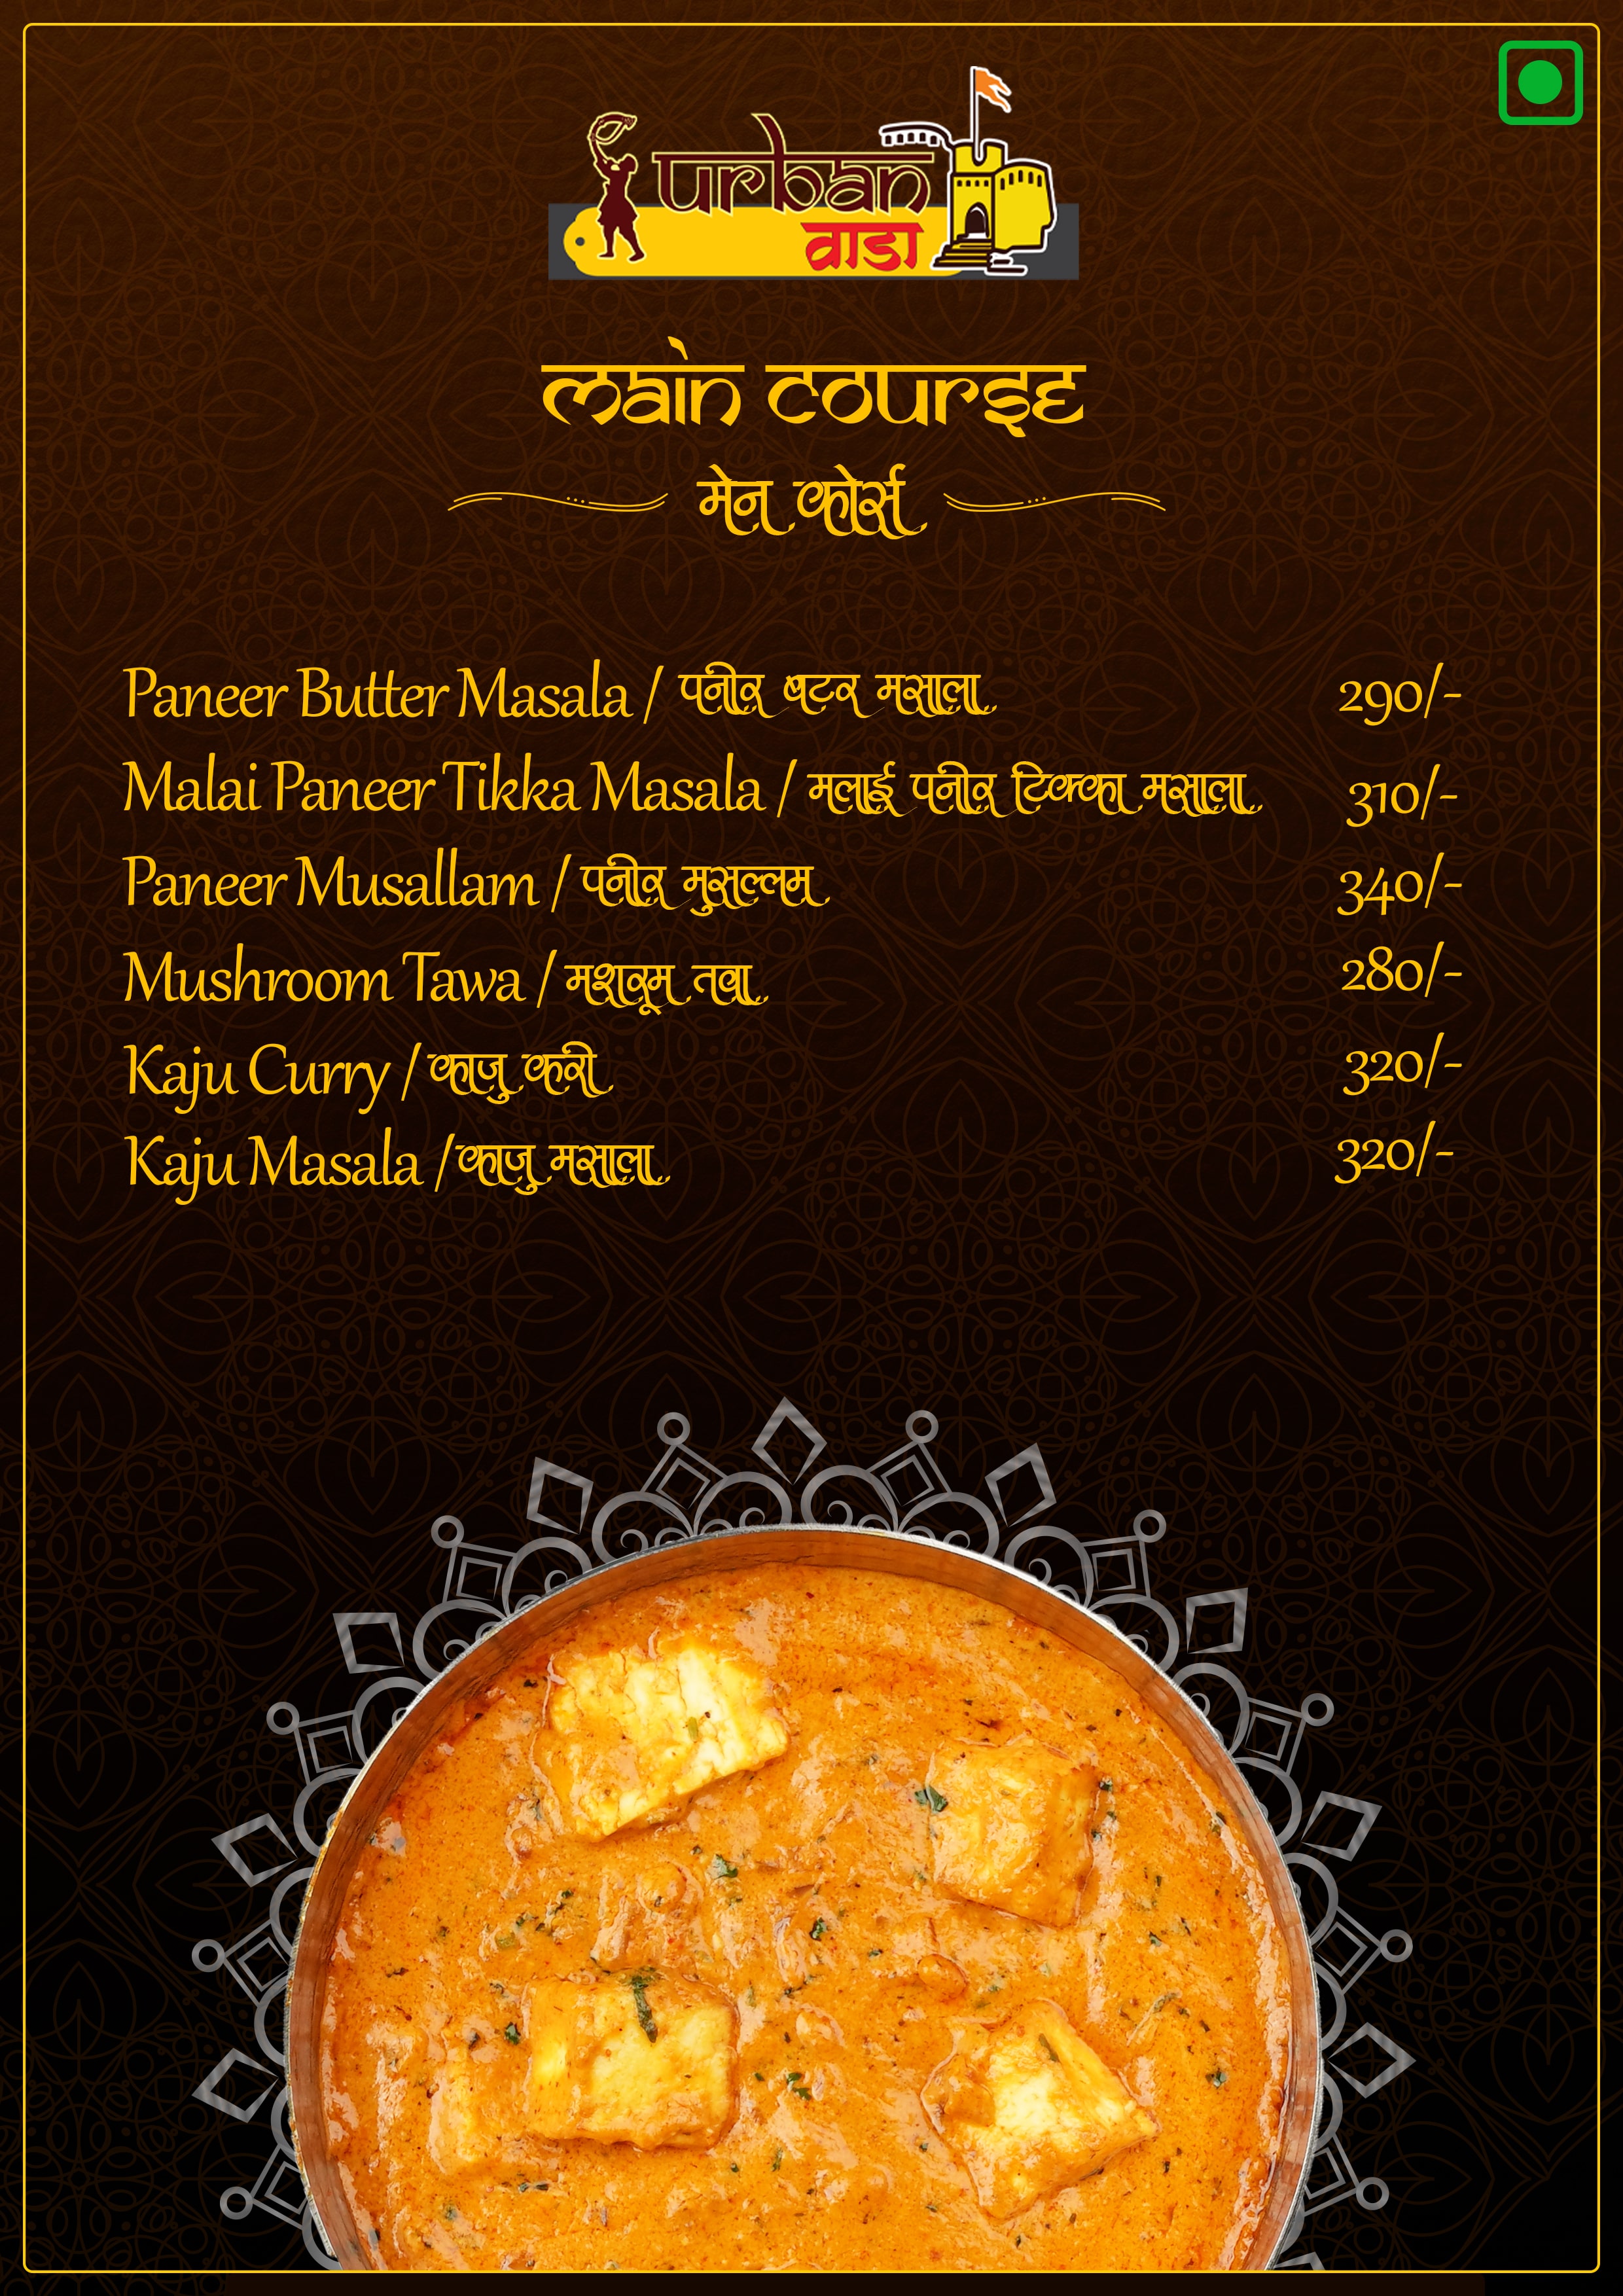 urban
वाडा
main course
मेन कोर्स
Paneer Butter Masala / पनीर बटर मसाला 290/-
Malai Paneer Tikka Masala / मलाई पनीर टिक्का मसाला 310/-
Paneer Musallam / पनीर मुसल्लम 340/-
Mushroom Tawa / मशरूम तवा 280/-
Kaju Curry / काजु करी 320/-
Kaju Masala / काजु मसाला 320/-